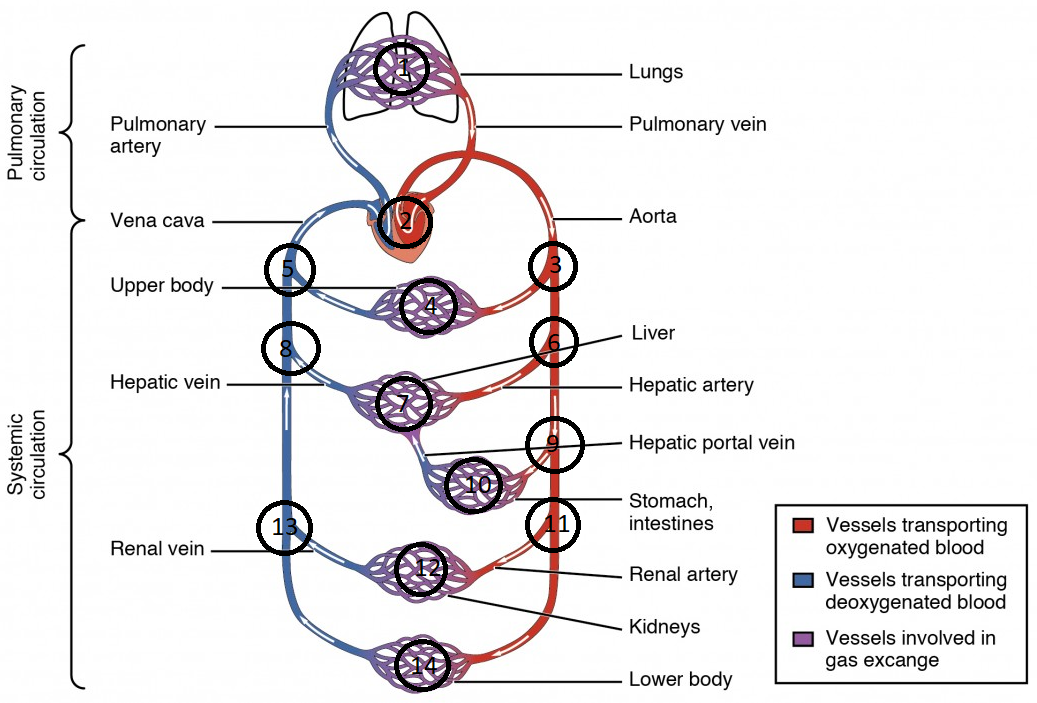 Pulmonary
circulation
Systemic
circulation
Pulmonary
artery
Vena cava
Upper body
Hepatic vein
Renal vein
1
2
3
4
5
6
7
8
9
10
11
12
13
14
Lungs
Pulmonary vein
Aorta
Liver
Hepatic artery
Hepatic portal vein
Stomach,
intestines
Renal artery
Kidneys
Lower body
Vessels transporting
oxygenated blood
Vessels transporting
deoxygenated blood
Vessels involved in
gas excange